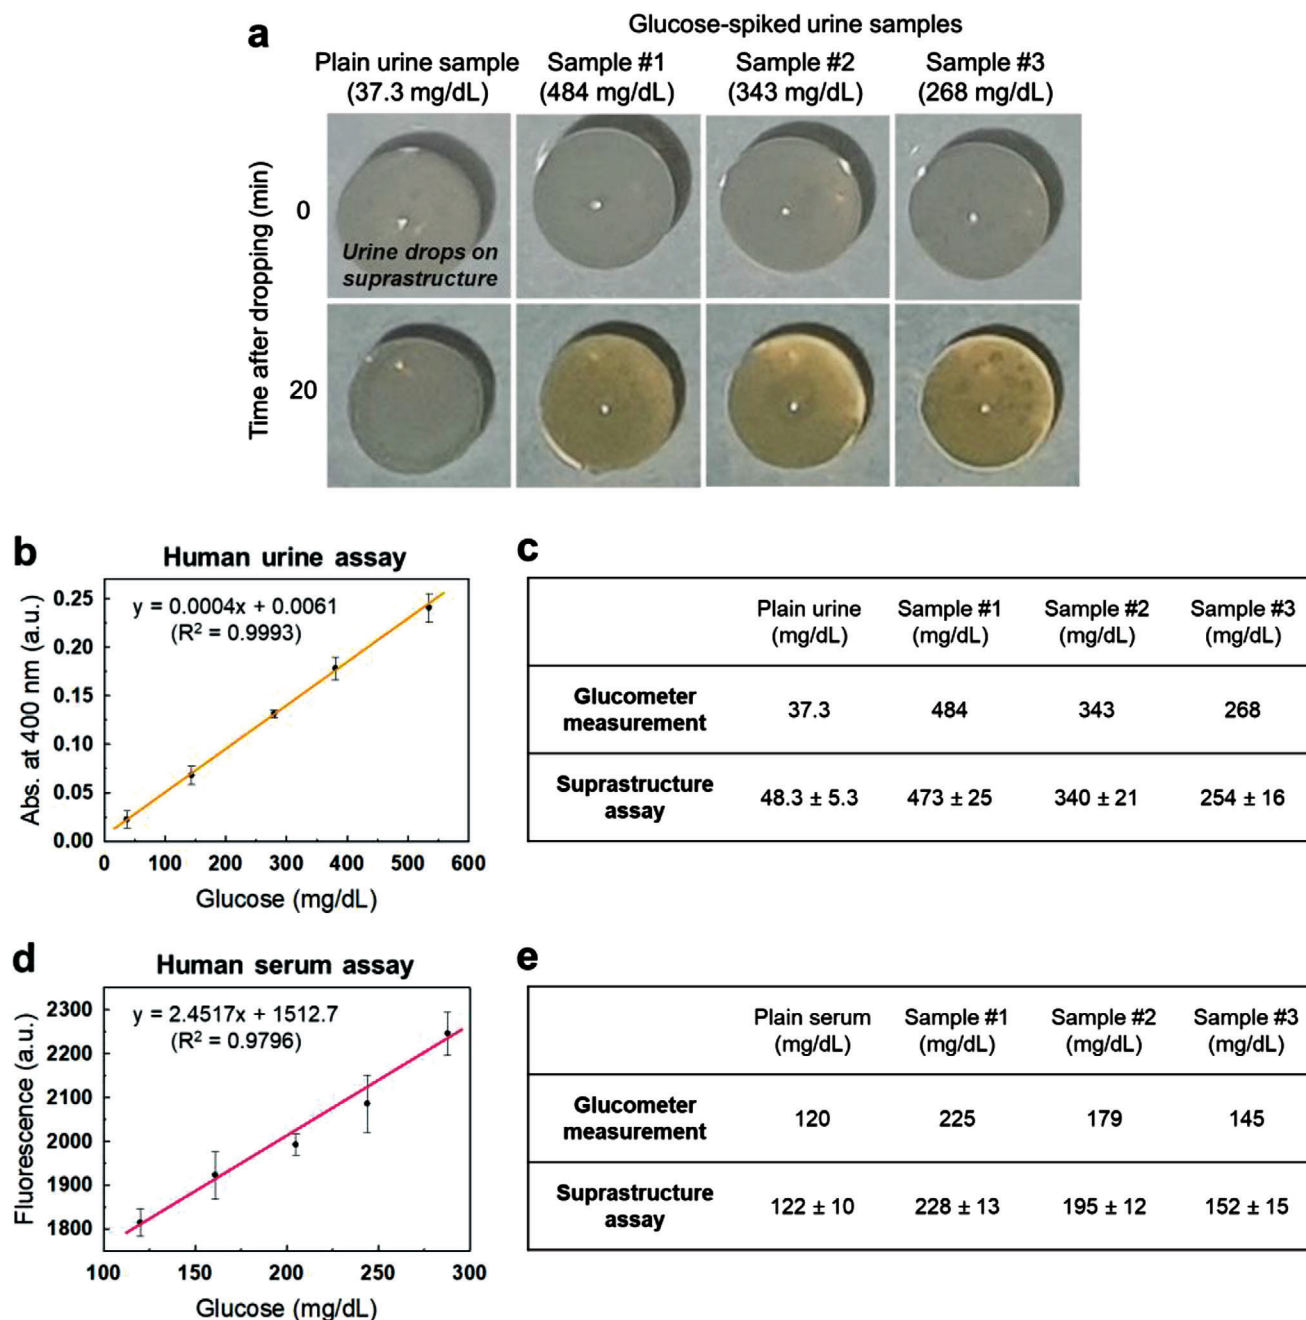 a
Glucose-spiked urine samples
Plain urine sample
(37.3 mg/dL)
Sample #1
(484 mg/dL)
Sample #2
(343 mg/dL)
Sample #3
(268 mg/dL)
Time after dropping (min)
0
Urine drops on
suprastructure
20
b
Human urine assay
y = 0.0004x + 0.0061
(R² = 0.9993)
Abs. at 400 nm (a.u.)
0.25
0.20
0.15
0.10
0.05
0.00
0 100 200 300 400 500 600
Glucose (mg/dL)
c
Plain urine (mg/dL)
Sample #1 (mg/dL)
Sample #2 (mg/dL)
Sample #3 (mg/dL)
Glucometer
measurement
37.3 484 343 268
Suprastructure
assay
48.3 ± 5.3 473 ± 25 340 ± 21 254 ± 16
d
Human serum assay
y = 2.4517x + 1512.7
(R² = 0.9796)
Fluorescence (a.u.)
2300
2200
2100
2000
1900
1800
100 150 200 250 300
Glucose (mg/dL)
e
Plain serum (mg/dL)
Sample #1 (mg/dL)
Sample #2 (mg/dL)
Sample #3 (mg/dL)
Glucometer
measurement
120 225 179 145
Suprastructure
assay
122 ± 10 228 ± 13 195 ± 12 152 ± 15